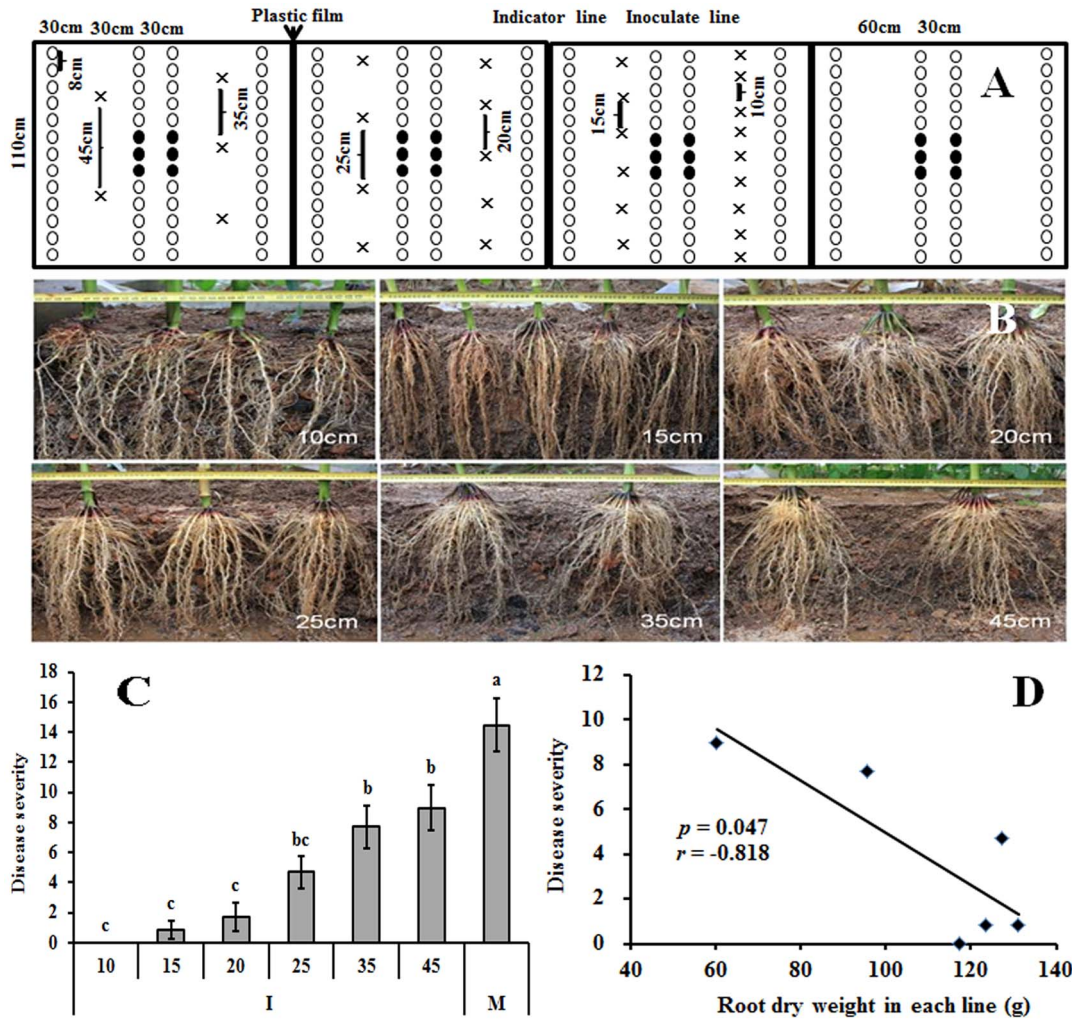 Plastic film
Indicator line Inoculate line
30cm 30cm 30cm
60cm 30cm
A
8cm
110cm
45cm
35cm
25cm
20cm
15cm
10cm
B
10cm
15cm
20cm
25cm
35cm
45cm
C
Disease severity
18
16
14
12
10
8
6
4
2
0
c
c
c
bc
b
b
a
10 15 20 25 35 45
I M
D
Disease severity
12
10
8
6
4
2
0
p = 0.047
r = -0.818
40 60 80 100 120 140
Root dry weight in each line (g)